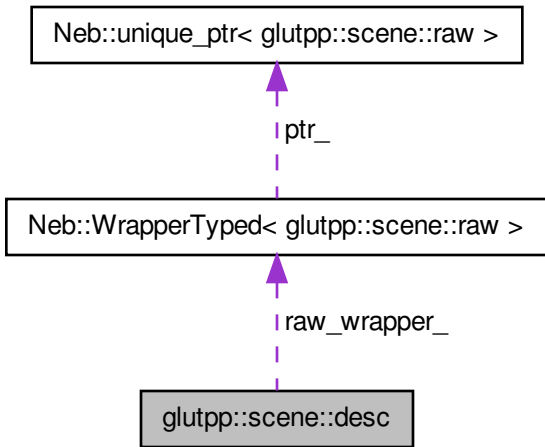 Neb::unique_ptr< glutpp::scene::raw >
ptr_
Neb::WrapperTyped< glutpp::scene::raw >
raw_wrapper_
glutpp::scene::desc